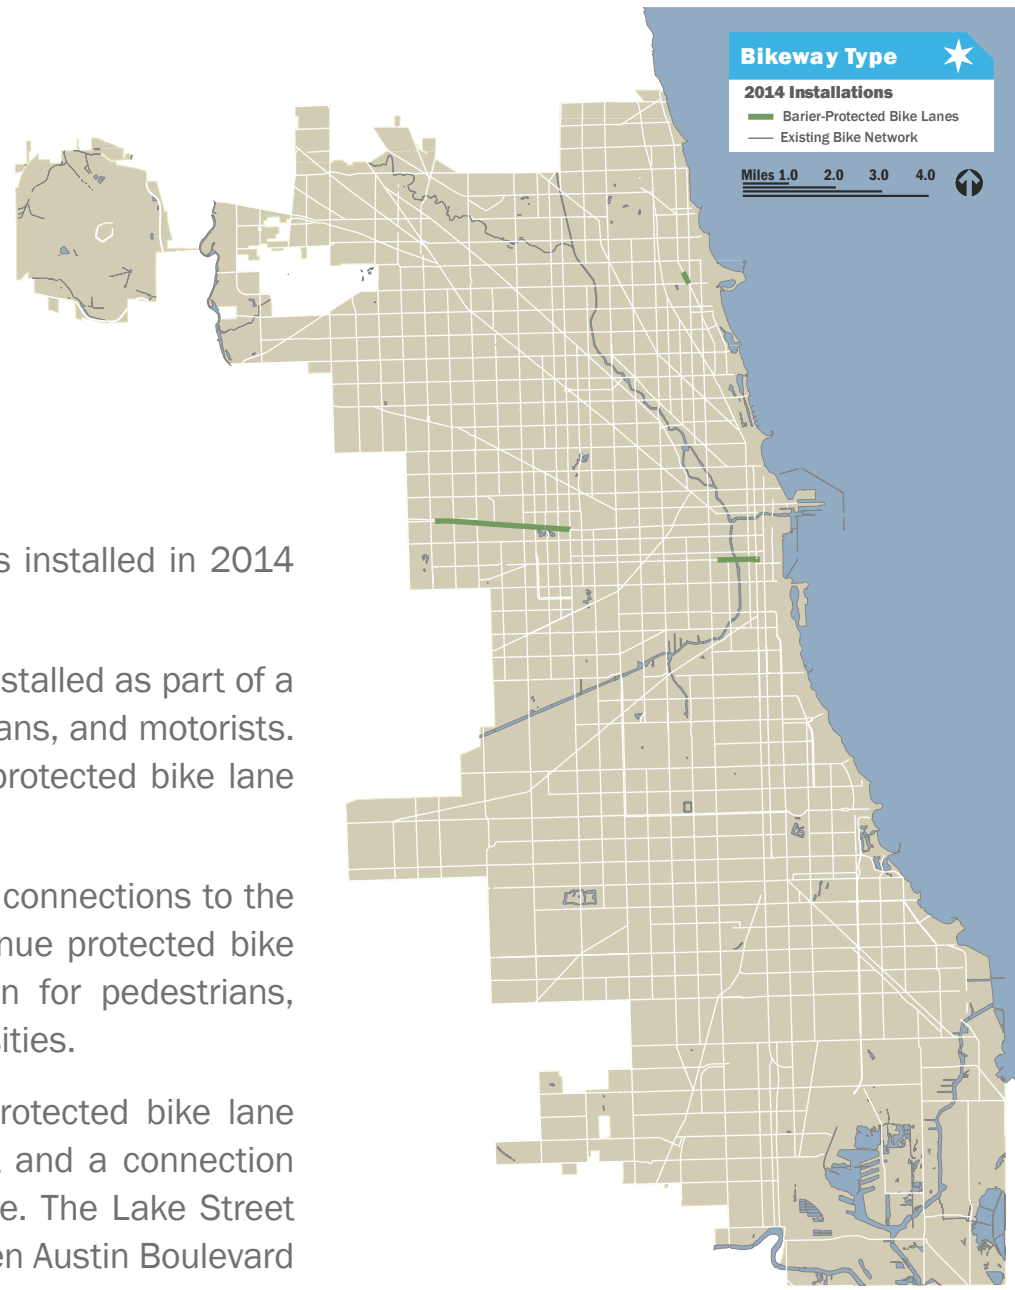 Bikeway Type
2014 Installations
Barier-Protected Bike Lanes
Existing Bike Network
Miles 1.0 2.0 3.0 4.0
s installed in 2014
stalled as part of a
ans, and motorists.
protected bike lane
connections to the
nue protected bike
n for pedestrians,
sities.
rotected bike lane
and a connection
e. The Lake Street
en Austin Boulevard